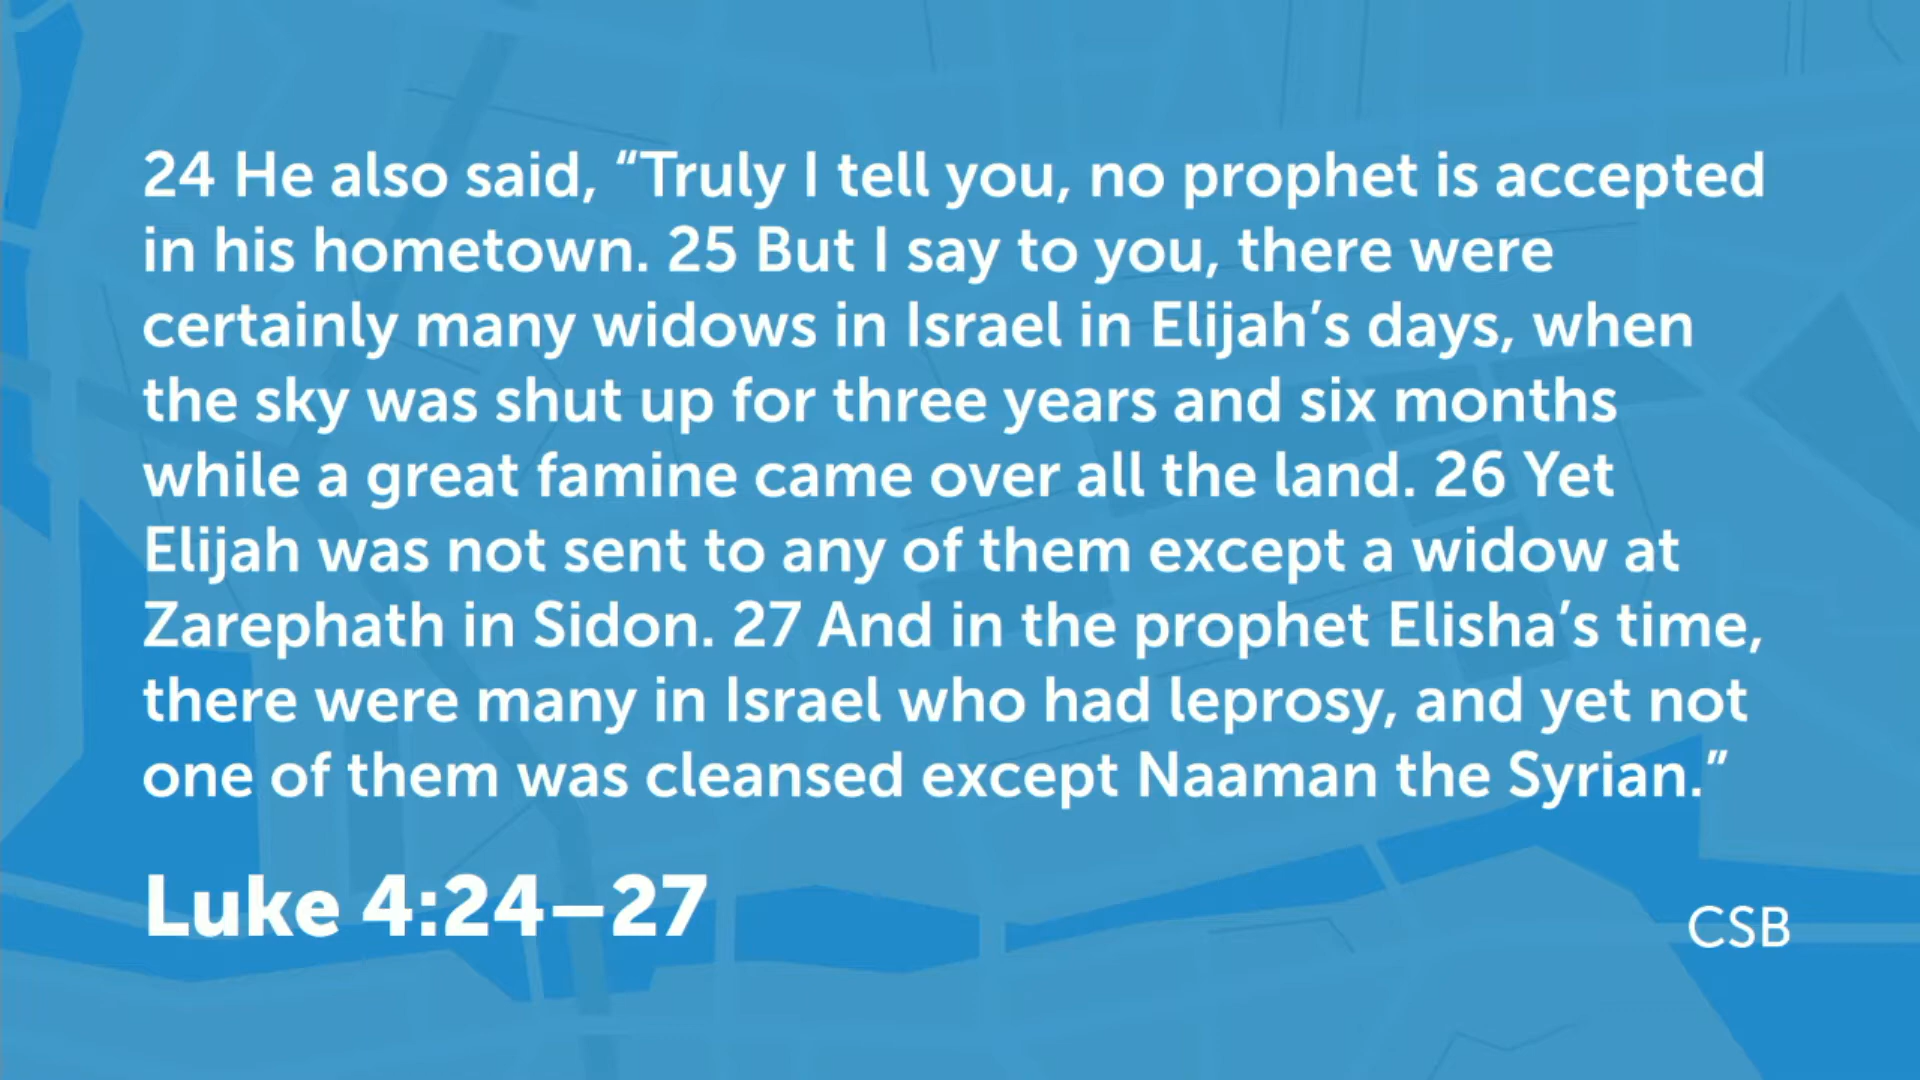 24 He also said, “Truly I tell you, no prophet is accepted
in his hometown. 25 But I say to you, there were
certainly many widows in Israel in Elijah’s days, when
the sky was shut up for three years and six months
while a great famine came over all the land. 26 Yet
Elijah was not sent to any of them except a widow at
Zarephath in Sidon. 27 And in the prophet Elisha’s time,
there were many in Israel who had leprosy, and yet not
one of them was cleansed except Naaman the Syrian.”
Luke 4:24–27
CSB